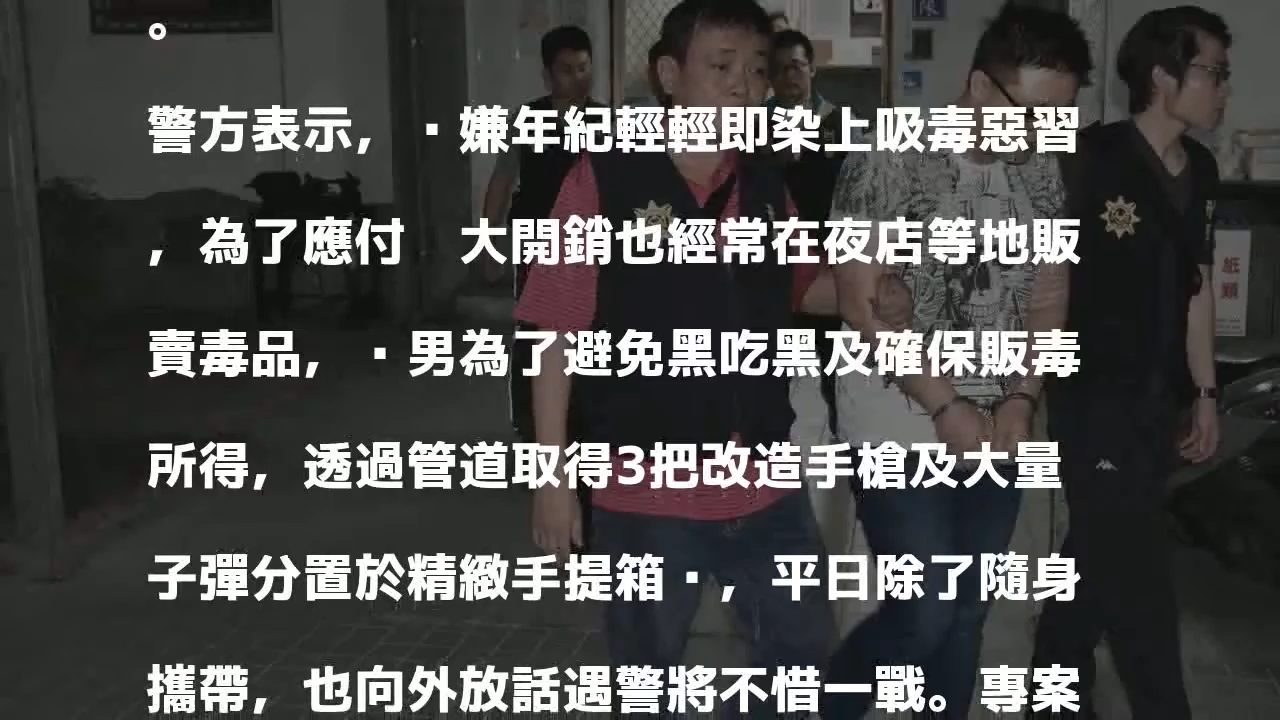 。
警方表示，▪嫌年紀輕輕即染上吸毒惡習
，為了應付　大開銷也經常在夜店等地販
賣毒品，▪男為了避免黑吃黑及確保販毒
所得，透過管道取得3把改造手槍及大量
子彈分置於精緻手提箱▪，平日除了隨身
攜帶，也向外放話遇警將不惜一戰。專案
紙類